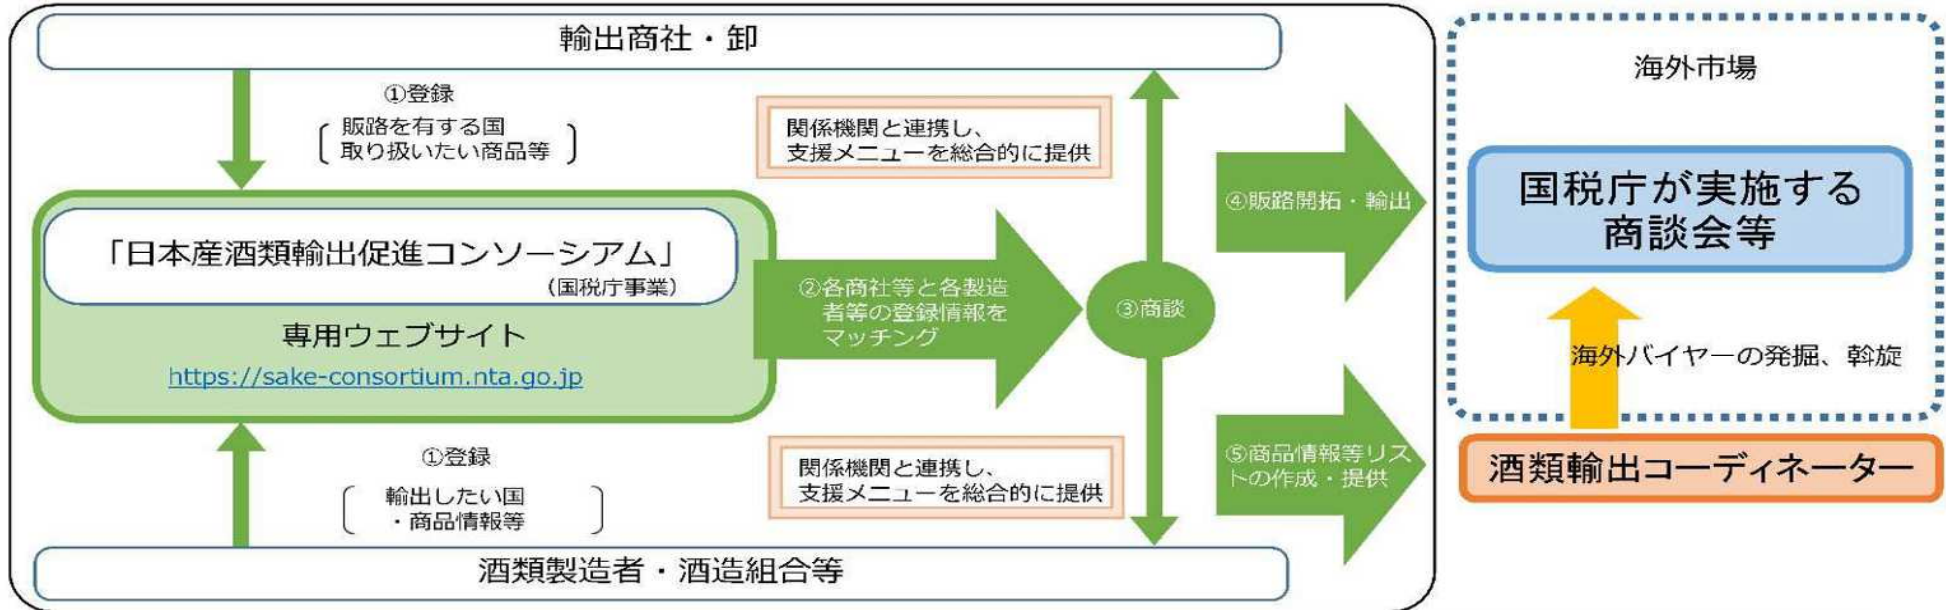 輸出商社・卸
①登録
販路を有する国
取り扱いたい商品等
関係機関と連携し、
支援メニューを総合的に提供
「日本産酒類輸出促進コンソーシアム」
(国税庁事業)
専用ウェブサイト
https://sake-consortium.nta.go.jp
②各商社等と各製造
者等の登録情報を
マッチング
③商談
④販路開拓・輸出
⑤商品情報等リス
トの作成・提供
①登録
輸出したい国
・商品情報等
関係機関と連携し、
支援メニューを総合的に提供
酒類製造者・酒造組合等
海外市場
国税庁が実施する
商談会等
海外バイヤーの発掘、斡旋
酒類輸出コーディネーター